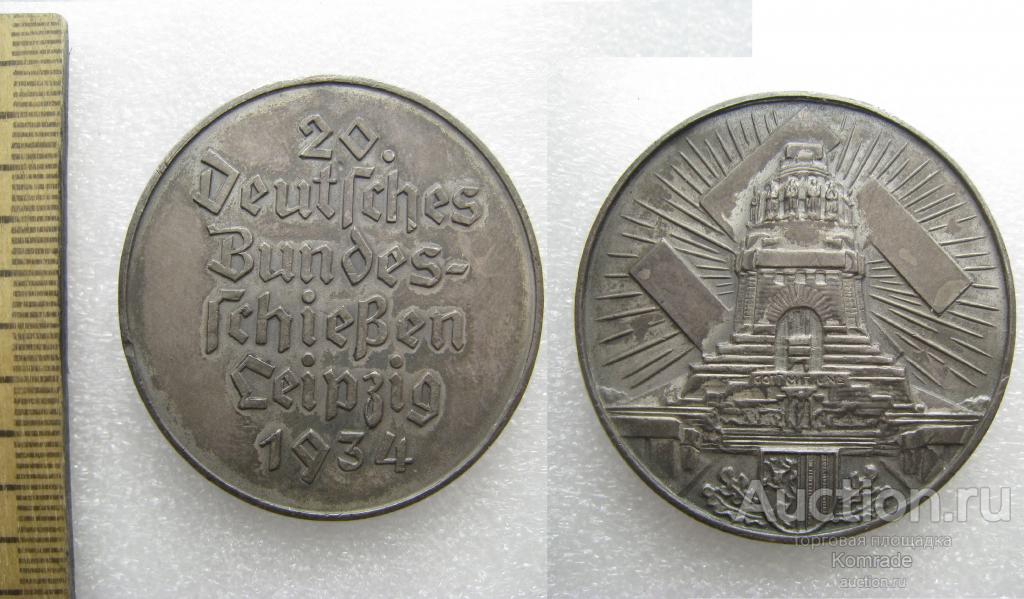 20.
Deutsches
Bundes-
schießen
Leipzig
1934
GOTT MIT UNS
Auction.ru
торговая площадка
Komrade
auction.ru